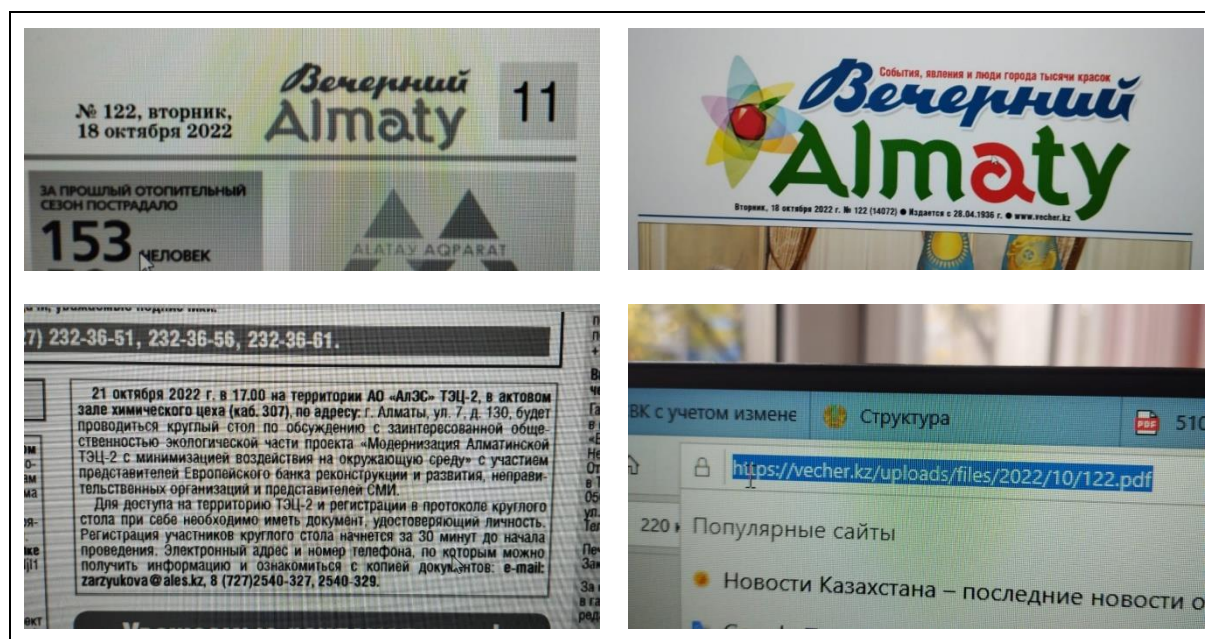 № 122, вторник,
18 октября 2022
Вечерний
Almaty
11
ЗА ПРОШЛЫЙ ОТОПИТЕЛЬНЫЙ
СЕЗОН ПОСТРАДАЛО
153 ЧЕЛОВЕК
ALATAY AQPARAT
События, явления и люди города тысячи красок
Вечерний
Almaty
Вторник, 18 октября 2022 г. № 122 (14072) ● Издается с 28.04.1936 г. ● www.vecher.kz
7) 232-36-51, 232-36-56, 232-36-61.
21 октября 2022 г. в 17.00 на территории АО «АлЭС» ТЭЦ-2, в актовом
зале химического цеха (каб. 307), по адресу: г. Алматы, ул. 7, д. 130, будет
проводиться круглый стол по обсуждению с заинтересованной обще-
ственностью экологической части проекта «Модернизация Алматинской
ТЭЦ-2 с минимизацией воздействия на окружающую среду» с участием
представителей Европейского банка реконструкции и развития, неправи-
тельственных организаций и представителей СМИ.
Для доступа на территорию ТЭЦ-2 и регистрации в протоколе круглого
стола при себе необходимо иметь документ, удостоверяющий личность.
Регистрация участников круглого стола начнется за 30 минут до начала
проведения. Электронный адрес и номер телефона, по которым можно
получить информацию и ознакомиться с копией документов: e-mail:
zarzyukova@ales.kz, 8 (727)2540-327, 2540-329.
ВК с учетом измене
Структура
PDF
510
https://vecher.kz/uploads/files/2022/10/122.pdf
220
Популярные сайты
Новости Казахстана – последние новости о